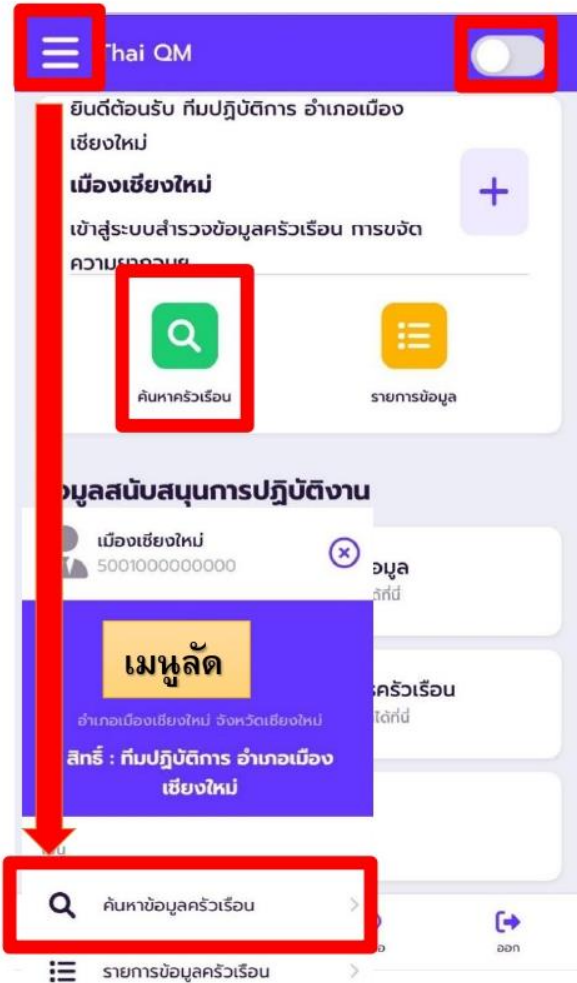 Thai QM
ยินดีต้อนรับ ทีมปฏิบัติการ อำเภอเมือง
เชียงใหม่
เมืองเชียงใหม่
เข้าสู่ระบบสำรวจข้อมูลครัวเรือน การขจัด
ค้นหาครัวเรือน
รายการข้อมูล
สนับสนุนการปฏิบัติงาน
เมืองเชียงใหม่
5001000000000
เมนูลัด
ครัวเรือน
ได้ที่นี่
อำเภอเมืองเชียงใหม่ จังหวัดเชียงใหม่
สิทธิ์ : ทีมปฏิบัติการ อำเภอเมือง
เชียงใหม่
ค้นหาข้อมูลครัวเรือน
ออก
รายการข้อมูลครัวเรือน